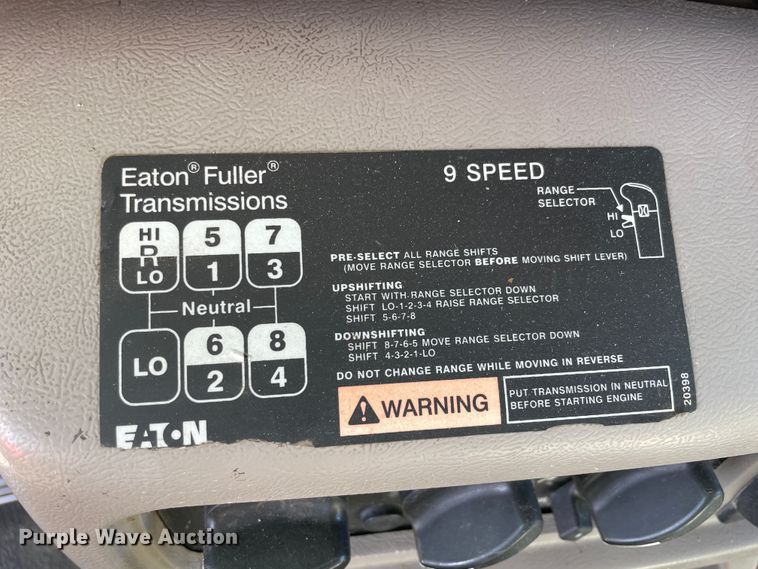 Eaton® Fuller®
Transmissions
9 SPEED
RANGE
SELECTOR
HI
LO
HI
R
LO
5
1
7
3
Neutral
LO
6
2
8
4
PRE-SELECT ALL RANGE SHIFTS
(MOVE RANGE SELECTOR BEFORE MOVING SHIFT LEVER)
UPSHIFTING
START WITH RANGE SELECTOR DOWN
SHIFT LO-1-2-3-4 RAISE RANGE SELECTOR
SHIFT 5-6-7-8
DOWNSHIFTING
SHIFT 8-7-6-5 MOVE RANGE SELECTOR DOWN
SHIFT 4-3-2-1-LO
DO NOT CHANGE RANGE WHILE MOVING IN REVERSE
WARNING
PUT TRANSMISSION IN NEUTRAL
BEFORE STARTING ENGINE
20398
EATON
Purple Wave Auction